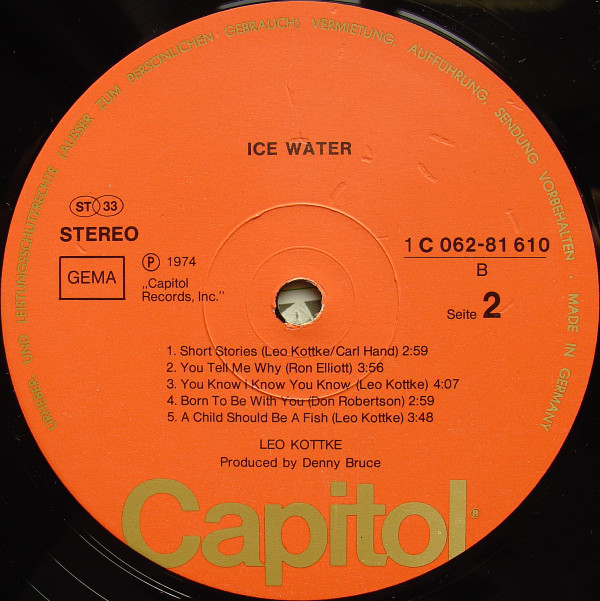 URHEBER UND LEISTUNGSSCHUTZRECHTE (AUSSER ZUM PERSÖNLICHEN GEBRAUCH) VERMIETUNG, AUFFÜHRUNG, SENDUNG VORBEHALTEN · MADE IN GERMANY
ICE WATER
ST 33
STEREO
GEMA
Ⓟ 1974
„Capitol
Records, Inc."
1 C 062-81 610
B
Seite 2
1. Short Stories (Leo Kottke/Carl Hand) 2:59
2. You Tell Me Why (Ron Elliott) 3:56
3. You Know i Know You Know (Leo Kottke) 4:07
4. Born To Be With You (Don Robertson) 2:59
5. A Child Should Be A Fish (Leo Kottke) 3:48
LEO KOTTKE
Produced by Denny Bruce
Capitol®